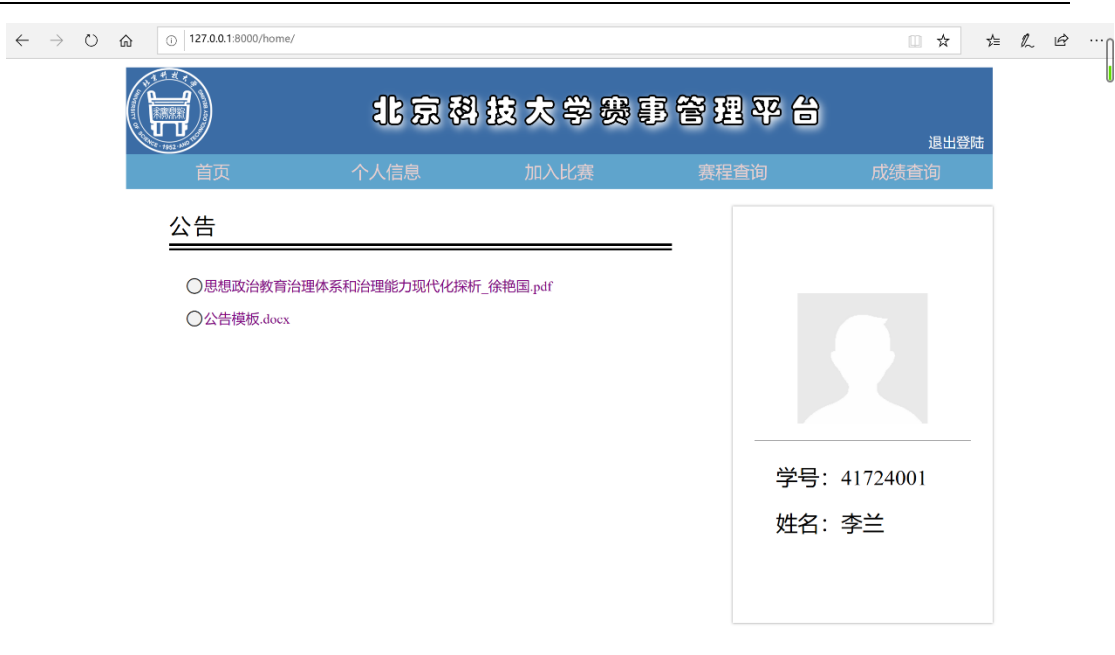 127.0.0.1:8000/home/
北京科技大学赛事管理平台
退出登陆
首页 个人信息 加入比赛 赛程查询 成绩查询
公告
思想政治教育治理体系和治理能力现代化探析_徐艳国.pdf
公告模板.docx
学号：41724001
姓名：李兰